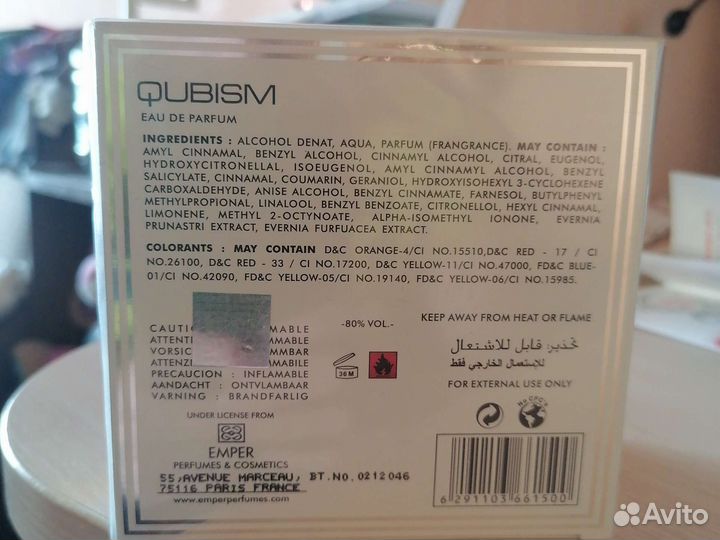 QUBISM
EAU DE PARFUM
INGREDIENTS : ALCOHOL DENAT, AQUA, PARFUM (FRANGRANCE). MAY CONTAIN :
AMYL CINNAMAL, BENZYL ALCOHOL, CINNAMYL ALCOHOL, CITRAL, EUGENOL,
HYDROXYCITRONELLAL, ISOEUGENOL, AMYL CINNAMYL ALCOHOL, BENZYL
SALICYLATE, CINNAMAL, COUMARIN, GERANIOL, HYDROXYISOHEXYL 3-CYCLOHEXENE
CARBOXALDEHYDE, ANISE ALCOHOL, BENZYL CINNAMATE, FARNESOL, BUTYLPHENYL
METHYLPROPIONAL, LINALOOL, BENZYL BENZOATE, CITRONELLOL, HEXYL CINNAMAL,
LIMONENE, METHYL 2-OCTYNOATE, ALPHA-ISOMETHYL IONONE, EVERNIA
PRUNASTRI EXTRACT, EVERNIA FURFUACEA EXTRACT.
COLORANTS : MAY CONTAIN D&C ORANGE-4/CI NO.15510,D&C RED - 17 / CI
NO.26100, D&C RED - 33 / CI NO.17200, D&C YELLOW-11/CI NO.47000, FD&C BLUE-
01/CI NO.42090, FD&C YELLOW-05/CI NO.19140, FD&C YELLOW-06/CI NO.15985.
PRECAUCION : INFLAMABLE
AANDACHT : ONTVLAMBAAR
VARNING : BRANDFARLIG
-80% VOL.-
36 M
KEEP AWAY FROM HEAT OR FLAME
تحذير: قابل للاشتعال
للإستعمال الخارجي فقط
FOR EXTERNAL USE ONLY
No CFC's
UNDER LICENSE FROM
EMPER
PERFUMES & COSMETICS
55,AVENUE MARCEAU,
75116 PARIS FRANCE
www.emperperfumes.com
BT.NO.0212046
6 291103 661500
Avito